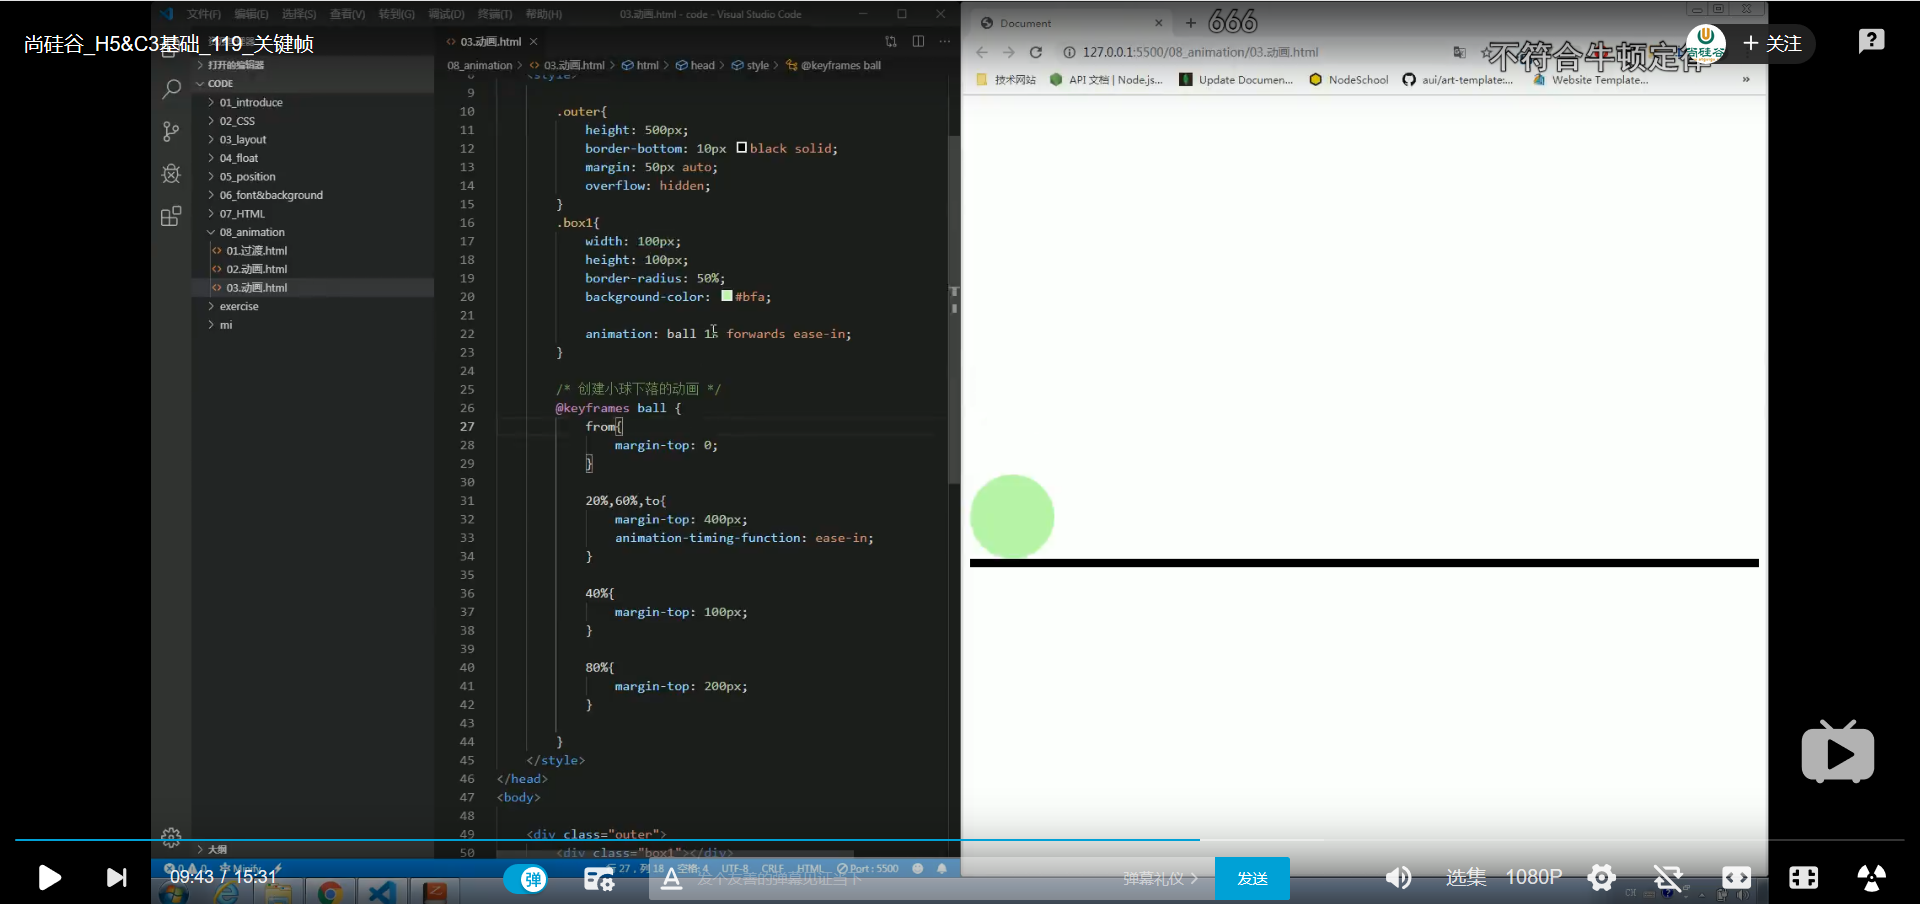 文件(F) 编辑(E) 选择(S) 查看(V) 转到(G) 调试(D) 终端(T) 帮助(H) 03.动画.html - code - Visual Studio Code
尚硅谷_H5&C3基础_119_关键帧
打开的编辑器
CODE
01_introduce
02_CSS
03_layout
04_float
05_position
06_font&background
07_HTML
08_animation
01.过渡.html
02.动画.html
03.动画.html
exercise
mi
大纲
03.动画.html
08_animation > 03.动画.html > html > head > style > @keyframes ball
8 <style>
9
10 .outer{
11 height: 500px;
12 border-bottom: 10px black solid;
13 margin: 50px auto;
14 overflow: hidden;
15 }
16 .box1{
17 width: 100px;
18 height: 100px;
19 border-radius: 50%;
20 background-color: #bfa;
21
22 animation: ball 1s forwards ease-in;
23 }
24
25 /* 创建小球下落的动画 */
26 @keyframes ball {
27 from{
28 margin-top: 0;
29 }
30
31 20%,60%,to{
32 margin-top: 400px;
33 animation-timing-function: ease-in;
34 }
35
36 40%{
37 margin-top: 100px;
38 }
39
40 80%{
41 margin-top: 200px;
42 }
43
44 }
45 </style>
46 </head>
47 <body>
48
49 <div class="outer">
50 <div class="box1"></div>
Document
666
127.0.0.1:5500/08_animation/03.动画.html
不符合牛顿定律
尚硅谷
+ 关注
技术网站 API 文档 | Node.js... Update Documen... NodeSchool aui/art-template:... Website Template... »
行 27，列 18 空格: 4 UTF-8 CRLF HTML Port : 5500
09:43 / 15:31
弹
发个友善的弹幕见证当下
弹幕礼仪 >
发送
选集
1080P